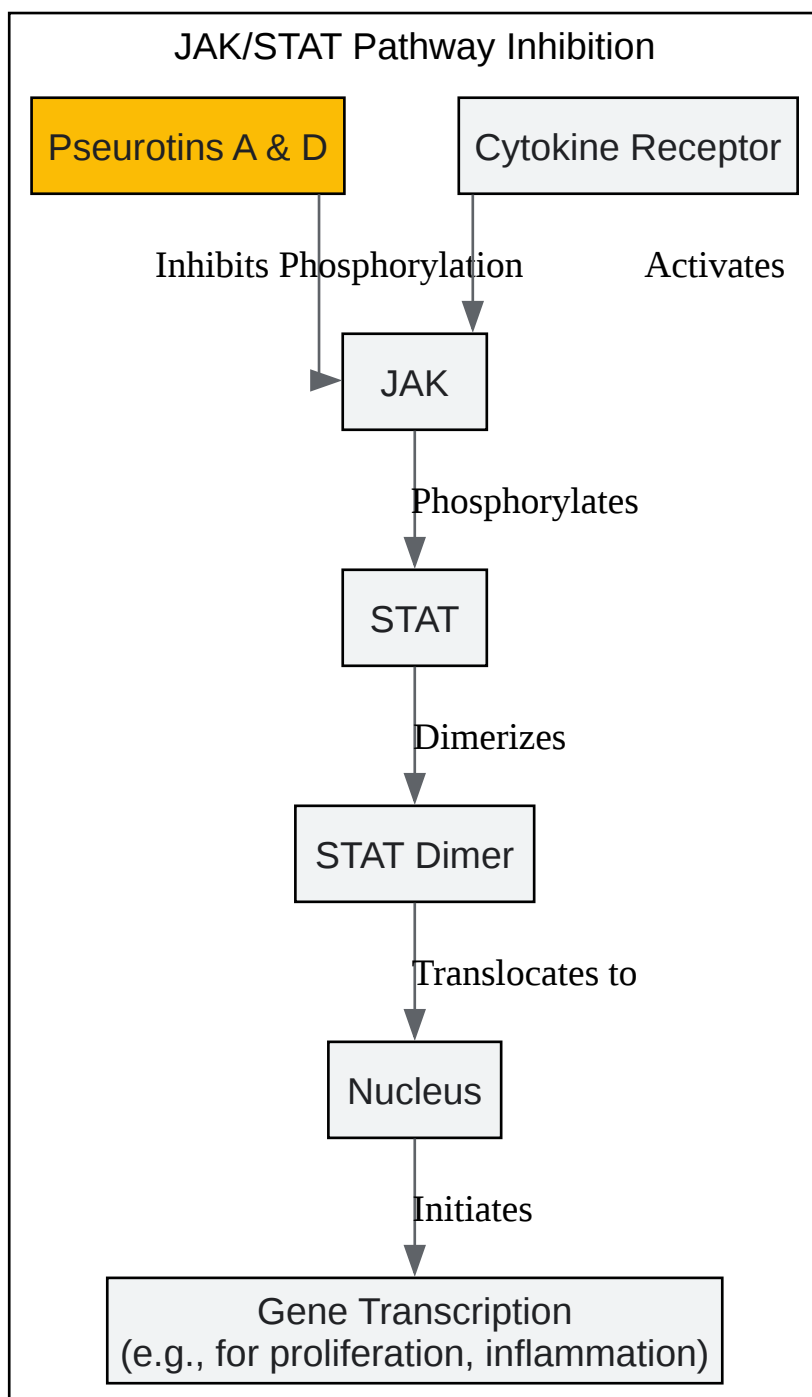 JAK/STAT Pathway Inhibition
Pseurotins A & D
Cytokine Receptor
Inhibits Phosphorylation
Activates
JAK
Phosphorylates
STAT
Dimerizes
STAT Dimer
Translocates to
Nucleus
Initiates
Gene Transcription
(e.g., for proliferation, inflammation)